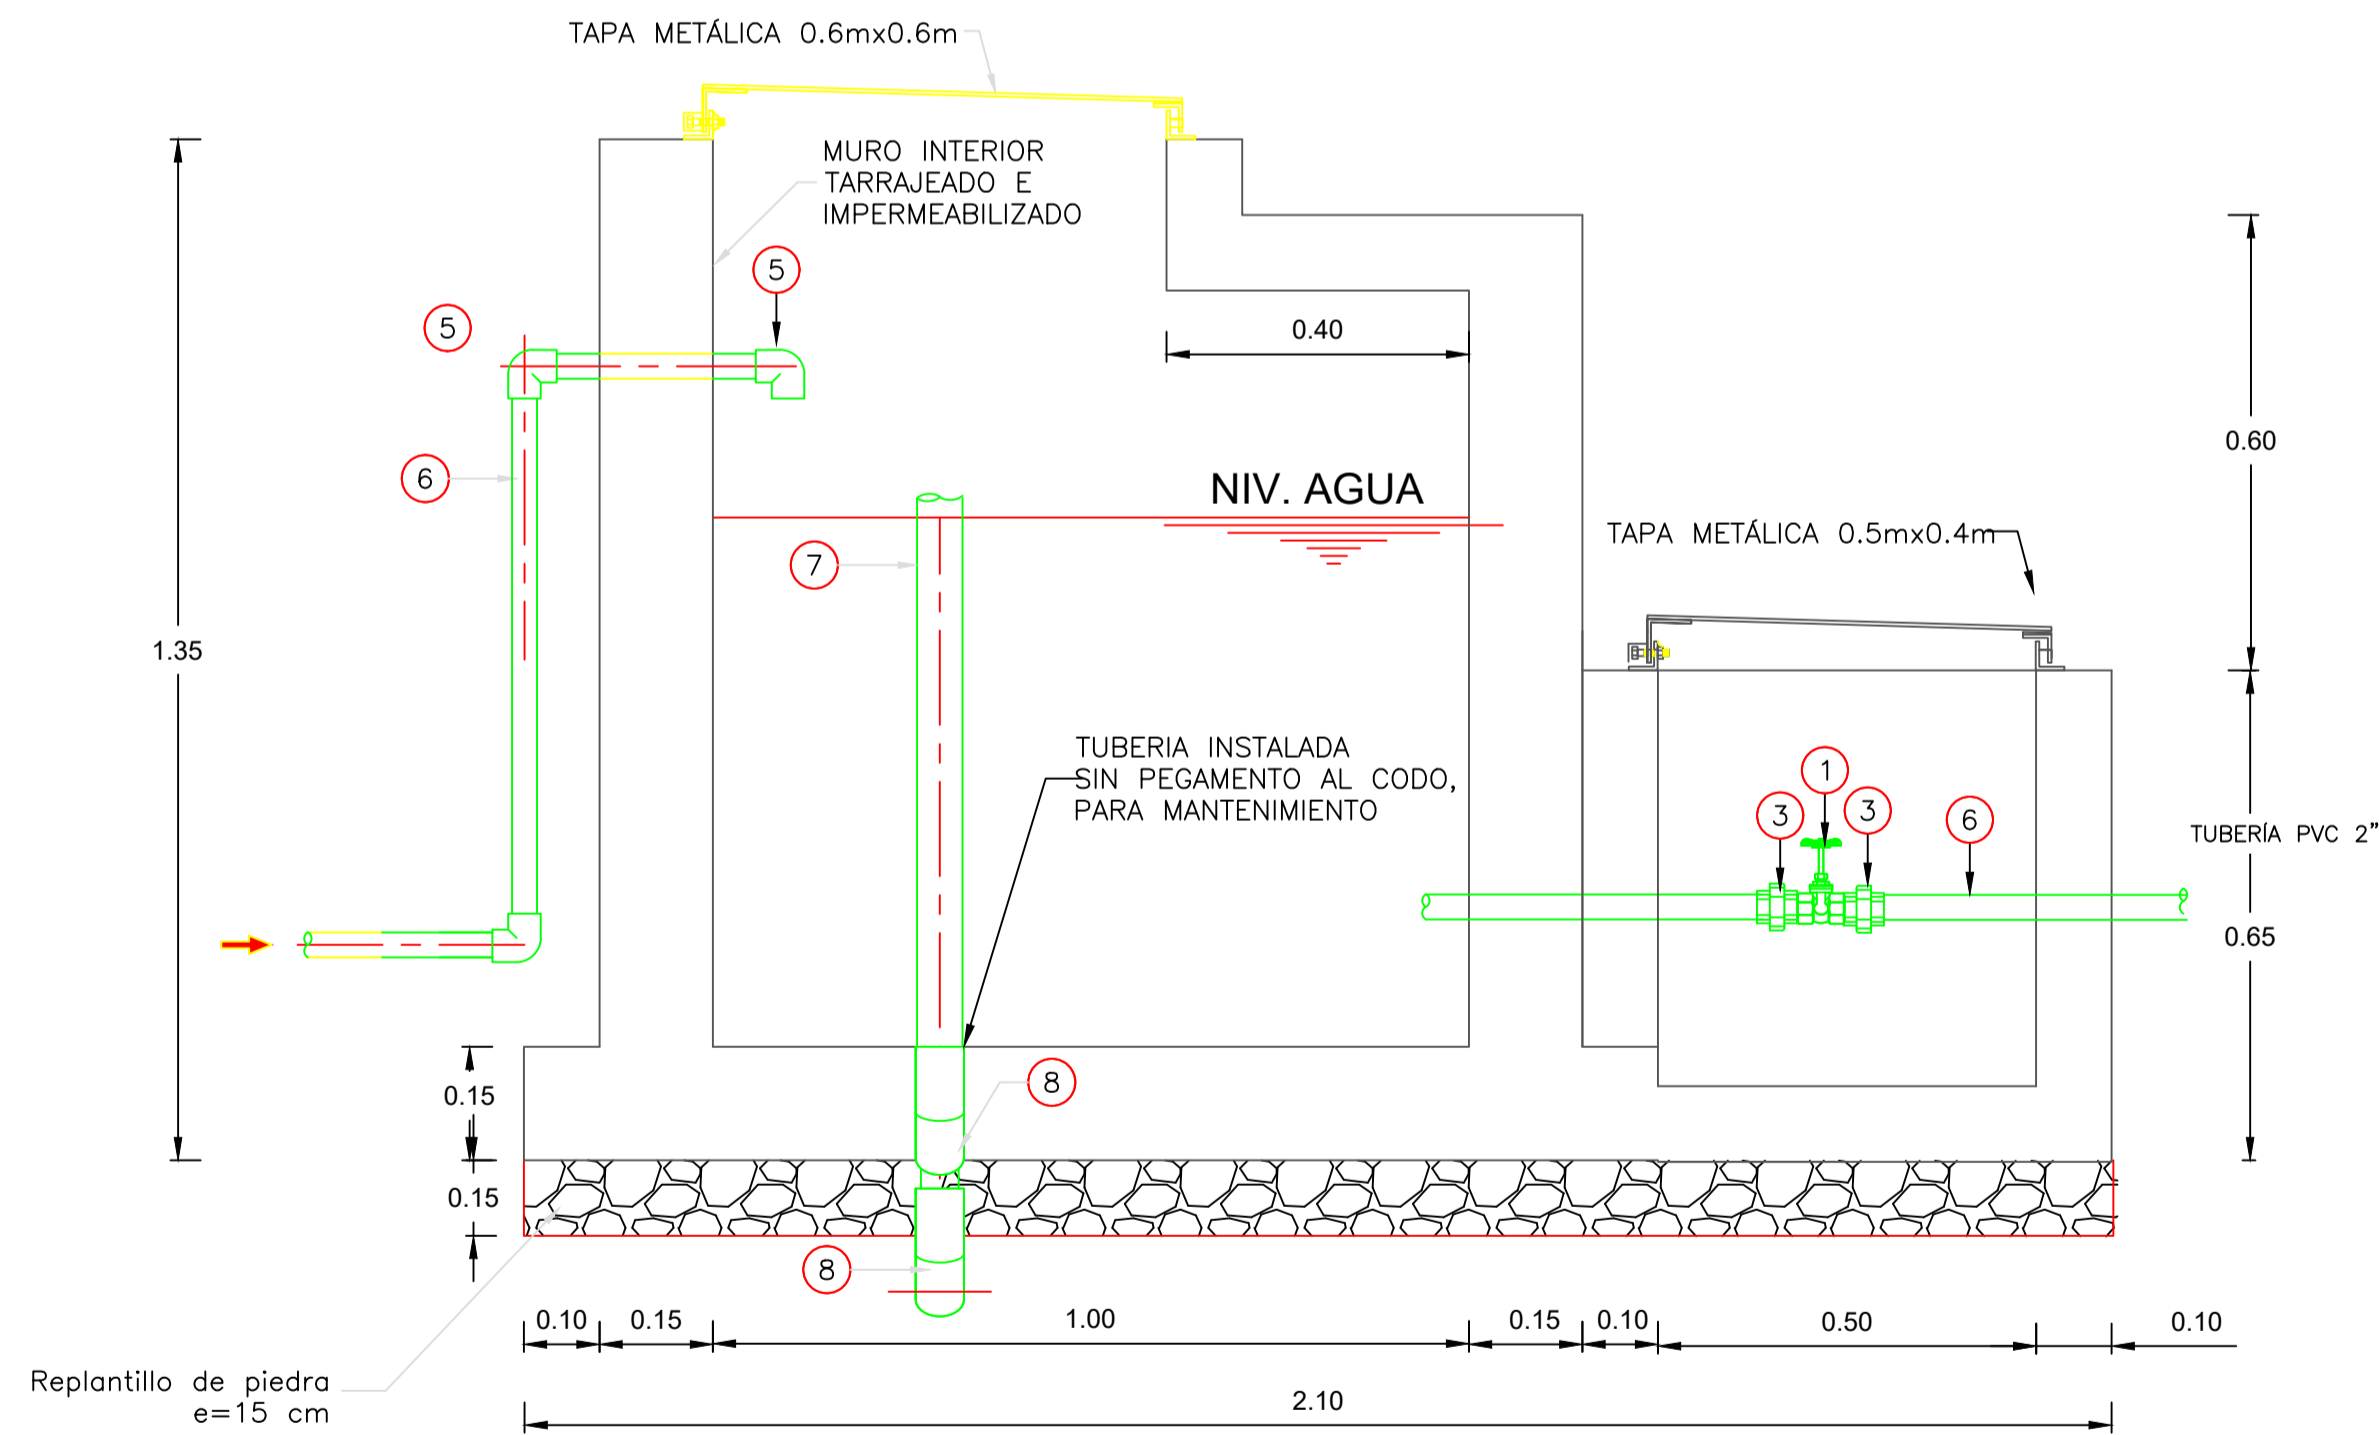 TAPA METÁLICA 0.6mx0.6m
MURO INTERIOR
TARRAJEADO E
IMPERMEABILIZADO
5
5
0.40
0.60
6
NIV. AGUA
TAPA METÁLICA 0.5mx0.4m
7
1.35
TUBERIA INSTALADA
SIN PEGAMENTO AL CODO,
PARA MANTENIMIENTO
1
3
3
6
TUBERÍA PVC 2"
0.65
0.15
8
0.15
8
0.10
0.15
1.00
0.15
0.10
0.50
0.10
Replantillo de piedra
e=15 cm
2.10